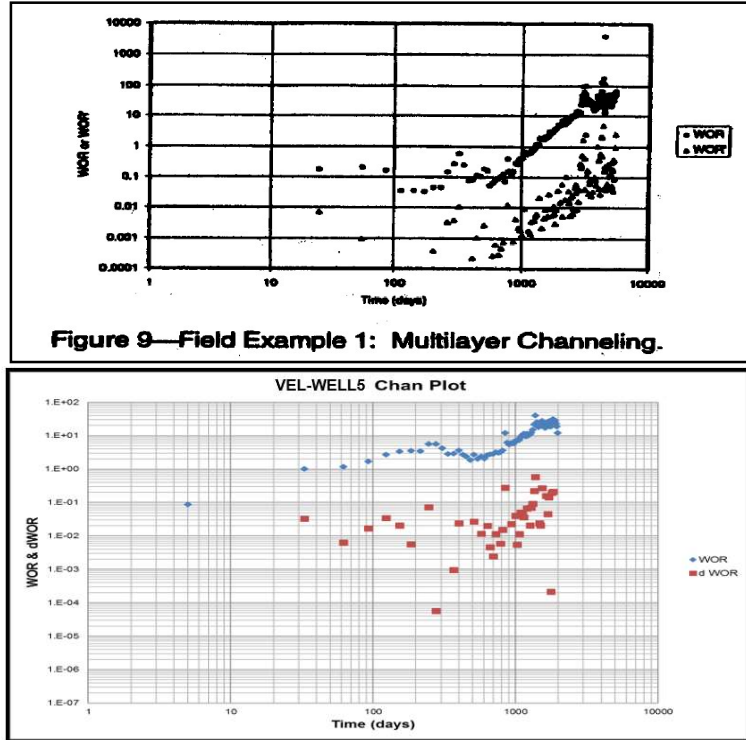 10000
1000
100
10
1
0.1
0.01
0.001
0.0001
WOR or WOR'
1 10 100 1000 10000
Time (days)
WOR
WOR'
Figure 9—Field Example 1: Multilayer Channeling.
VEL-WELL5 Chan Plot
1.E+02
1.E+01
1.E+00
1.E-01
1.E-02
1.E-03
1.E-04
1.E-05
1.E-06
1.E-07
WOR & dWOR
1 10 100 1000 10000
Time (days)
WOR
d WOR